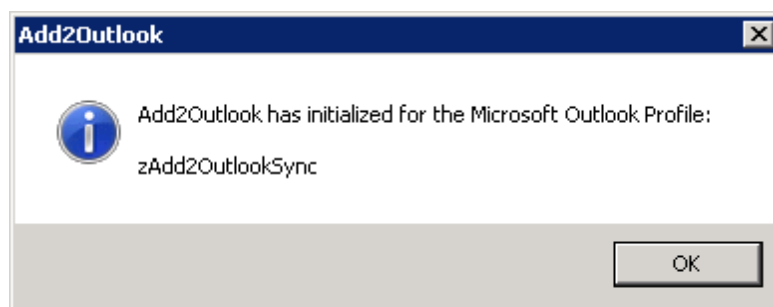 Add2Outlook
Add2Outlook has initialized for the Microsoft Outlook Profile:
zAdd2OutlookSync
OK